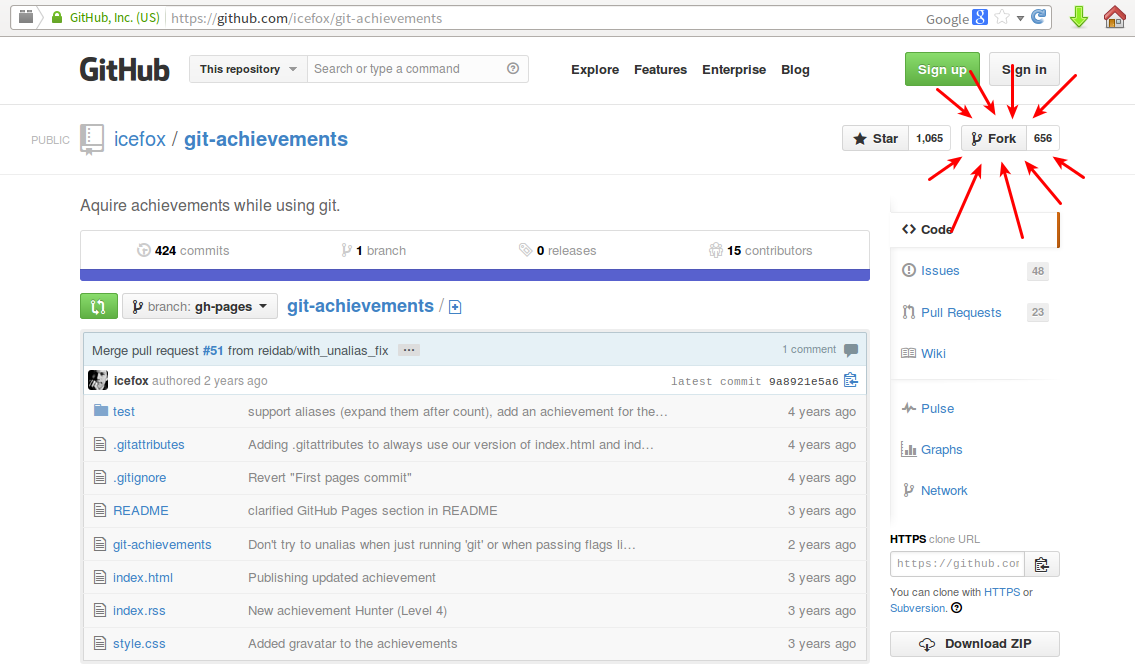 GitHub, Inc. (US) https://github.com/icefox/git-achievements Google 8
GitHub This repository Search or type a command Explore Features Enterprise Blog Sign up Sign in
PUBLIC icefox / git-achievements Star 1,065 Fork 656
Aquire achievements while using git.
424 commits 1 branch 0 releases 15 contributors
branch: gh-pages git-achievements /
Merge pull request #51 from reidab/with_unalias_fix ... 1 comment
icefox authored 2 years ago latest commit 9a8921e5a6
test support aliases (expand them after count), add an achievement for the… 4 years ago
.gitattributes Adding .gitattributes to always use our version of index.html and ind… 4 years ago
.gitignore Revert "First pages commit" 4 years ago
README clarified GitHub Pages section in README 3 years ago
git-achievements Don't try to unalias when just running 'git' or when passing flags li… 2 years ago
index.html Publishing updated achievement 3 years ago
index.rss New achievement Hunter (Level 4) 3 years ago
style.css Added gravatar to the achievements 3 years ago
Code
Issues 48
Pull Requests 23
Wiki
Pulse
Graphs
Network
HTTPS clone URL
https://github.com
You can clone with HTTPS or
Subversion.
Download ZIP